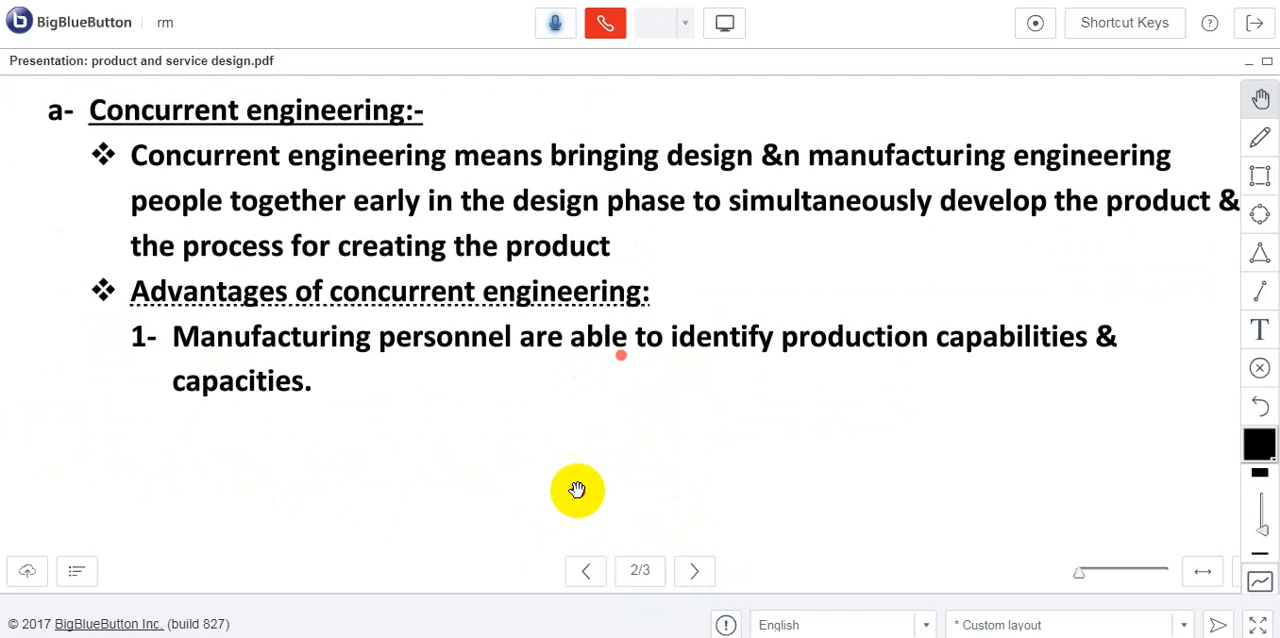 BigBlueButton rm Shortcut Keys
Presentation: product and service design.pdf
a- Concurrent engineering:-
❖ Concurrent engineering means bringing design &n manufacturing engineering
people together early in the design phase to simultaneously develop the product &
the process for creating the product
❖ Advantages of concurrent engineering:
1- Manufacturing personnel are able to identify production capabilities &
capacities.
2/3
© 2017 BigBlueButton Inc. (build 827) English * Custom layout